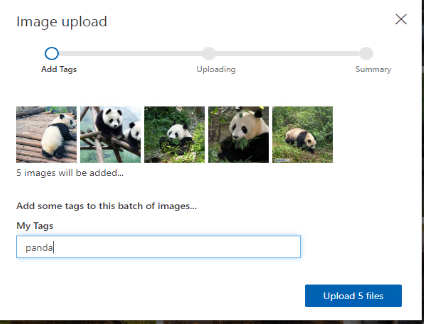 Image upload
Add Tags
Uploading
Summary
5 images will be added...
Add some tags to this batch of images...
My Tags
panda
Upload 5 files